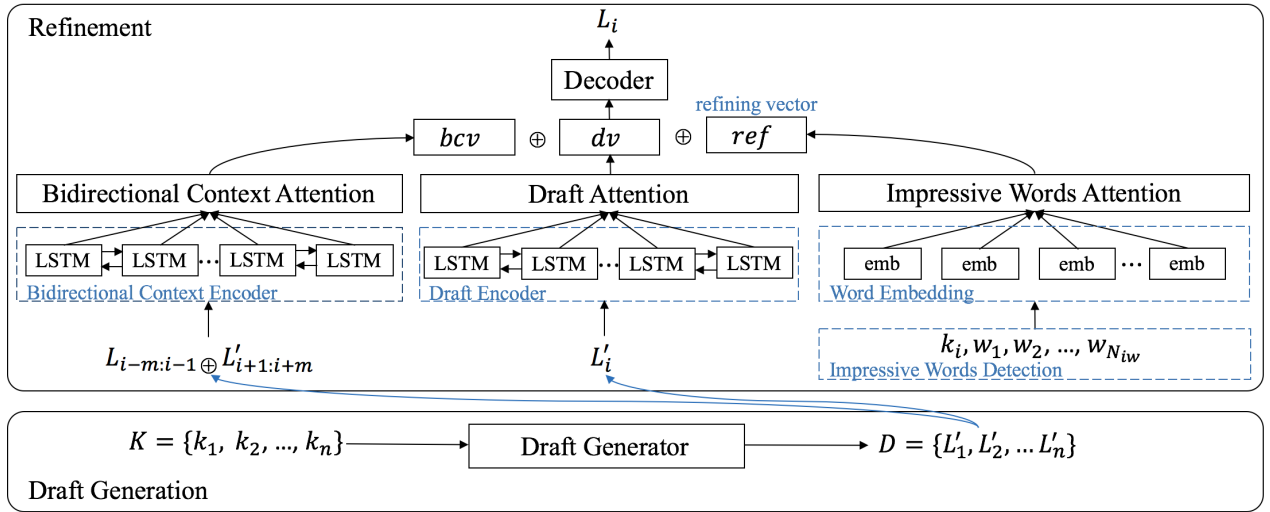 Refinement
L_i
Decoder
refining vector
bcv ⊕ dv ⊕ ref
Bidirectional Context Attention
Draft Attention
Impressive Words Attention
LSTM LSTM ... LSTM LSTM
Bidirectional Context Encoder
LSTM LSTM ... LSTM LSTM
Draft Encoder
emb emb emb ... emb
Word Embedding
L_{i-m:i-1} ⊕ L'_{i+1:i+m}
L'_i
k_i, w_1, w_2, ..., w_{N_{iw}}
Impressive Words Detection
K = {k_1, k_2, ..., k_n}
Draft Generator
D = {L'_1, L'_2, ... L'_n}
Draft Generation